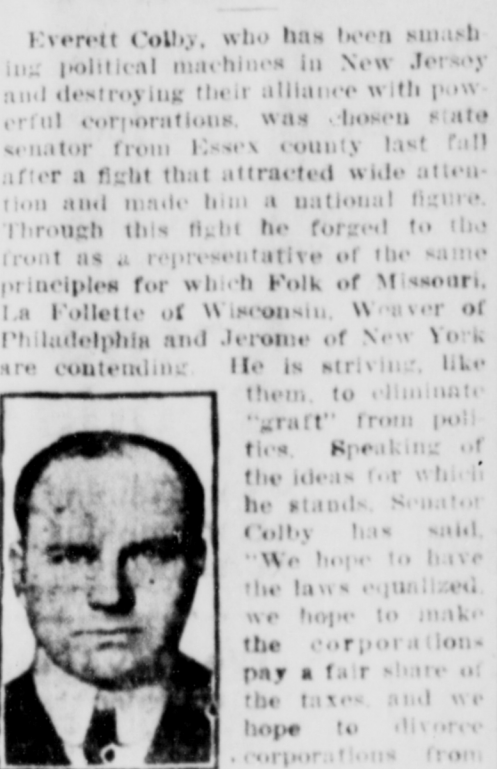 Everett Colby, who has been smash-
ing political machines in New Jersey
and destroying their alliance with pow-
erful corporations, was chosen state
senator from Essex county last fall
after a fight that attracted wide atten-
tion and made him a national figure.
Through this fight he forged to the
front as a representative of the same
principles for which Folk of Missouri,
La Follette of Wisconsin, Weaver of
Philadelphia and Jerome of New York
are contending. He is striving, like
them, to eliminate
"graft" from poli-
tics. Speaking of
the ideas for which
he stands, Senator
Colby has said,
"We hope to have
the laws equalized,
we hope to make
the corporations
pay a fair share of
the taxes, and we
hope to divorce
corporations from